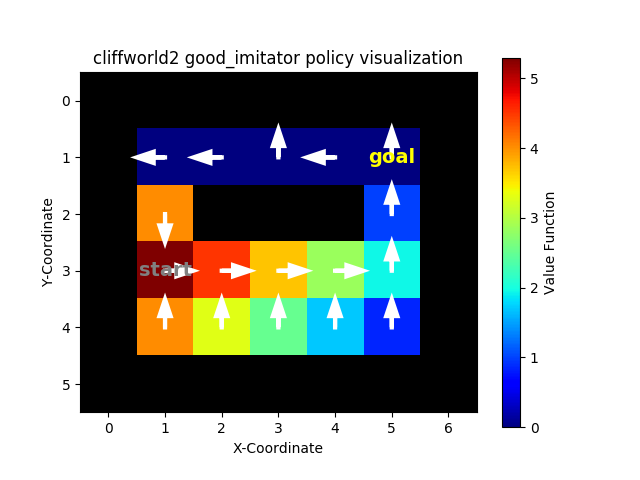 cliffworld2 good_imitator policy visualization
0
1
2
3
4
5
Y-Coordinate
goal
start
0 1 2 3 4 5 6
X-Coordinate
5
4
3
2
1
0
Value Function